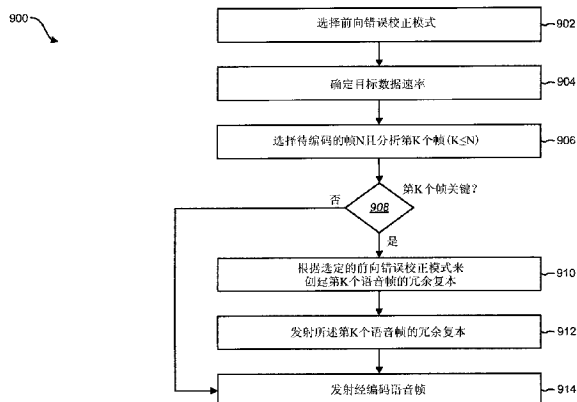 900
选择前向错误校正模式
902
确定目标数据速率
904
选择待编码的帧N且分析第K个帧(K≤N)
906
第K个帧关键?
否
908
是
根据选定的前向错误校正模式来
创建第K个语音帧的冗余复本
910
发射所述第K个语音帧的冗余复本
912
发射经编码语音帧
914